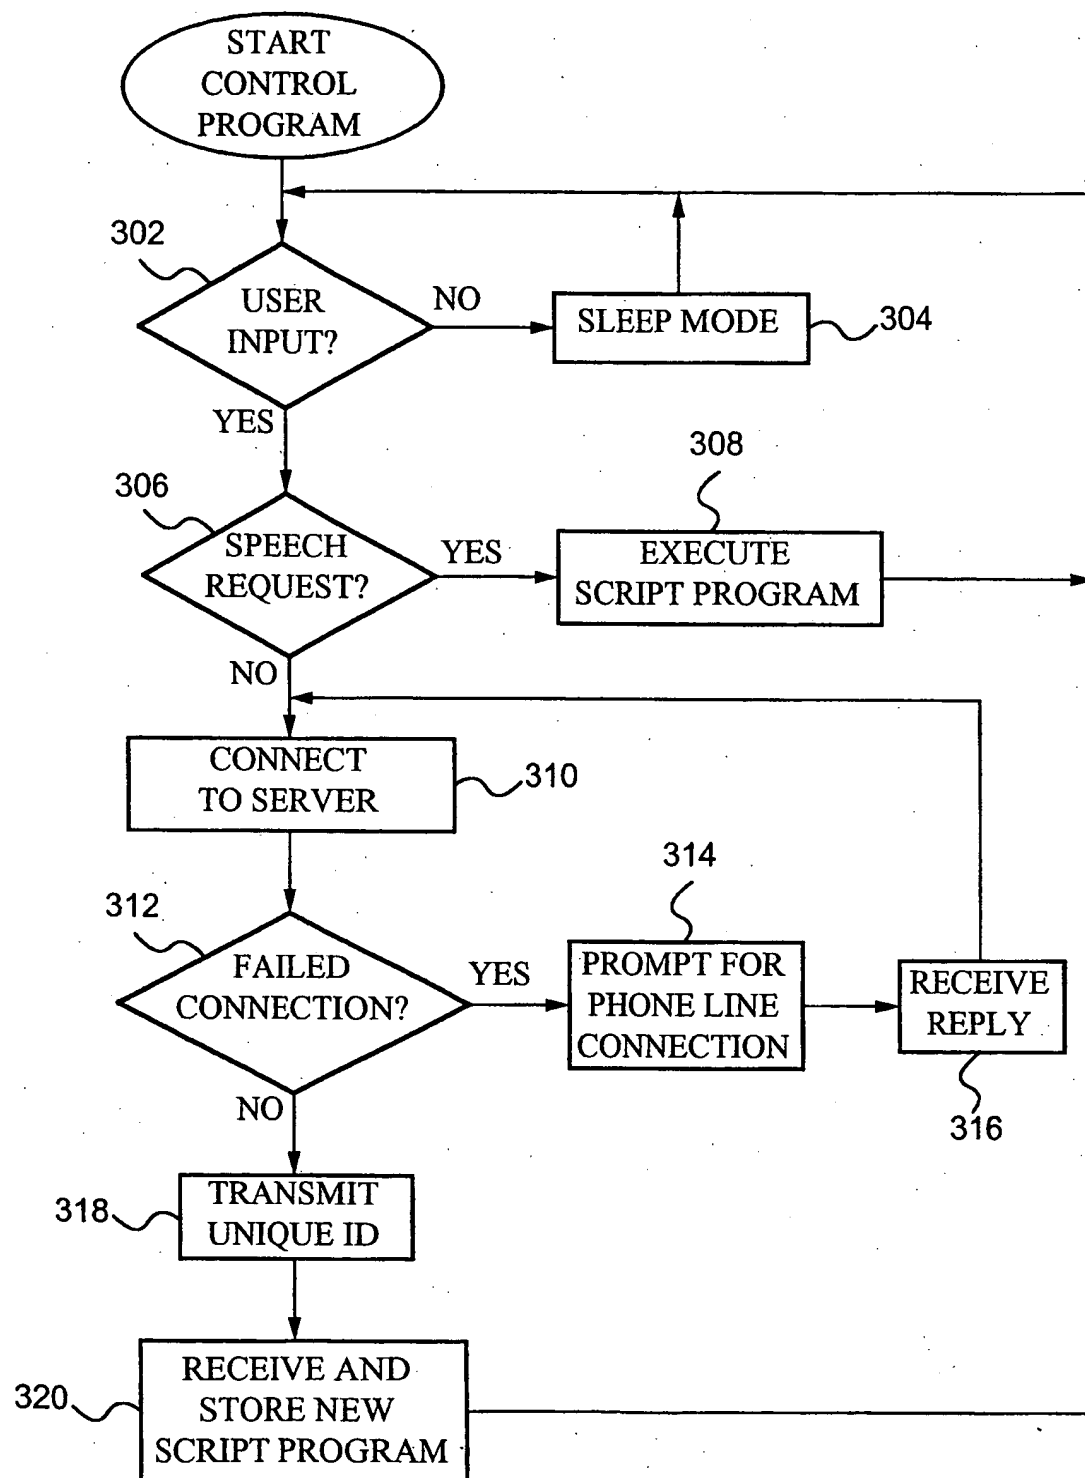 START
CONTROL
PROGRAM
302
USER
INPUT?
NO
SLEEP MODE
304
YES
308
306
SPEECH
REQUEST?
YES
EXECUTE
SCRIPT PROGRAM
NO
CONNECT
TO SERVER
310
314
312
FAILED
CONNECTION?
YES
PROMPT FOR
PHONE LINE
CONNECTION
RECEIVE
REPLY
316
NO
318
TRANSMIT
UNIQUE ID
320
RECEIVE AND
STORE NEW
SCRIPT PROGRAM